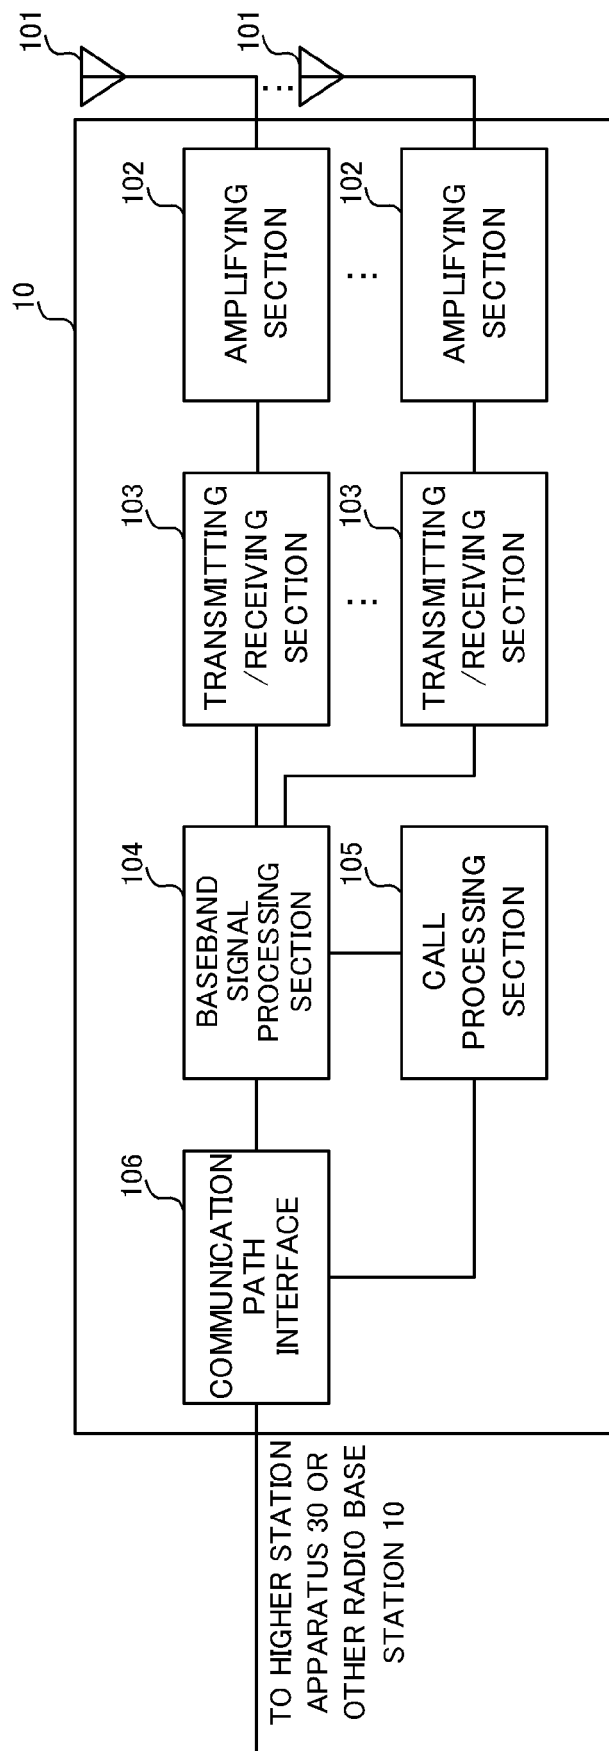 10
101
101
102
AMPLIFYING
SECTION
102
AMPLIFYING
SECTION
...
...
103
TRANSMITTING
/RECEIVING
SECTION
103
TRANSMITTING
/RECEIVING
SECTION
...
104
BASEBAND
SIGNAL
PROCESSING
SECTION
105
CALL
PROCESSING
SECTION
106
COMMUNICATION
PATH
INTERFACE
TO HIGHER STATION
APPARATUS 30 OR
OTHER RADIO BASE
STATION 10